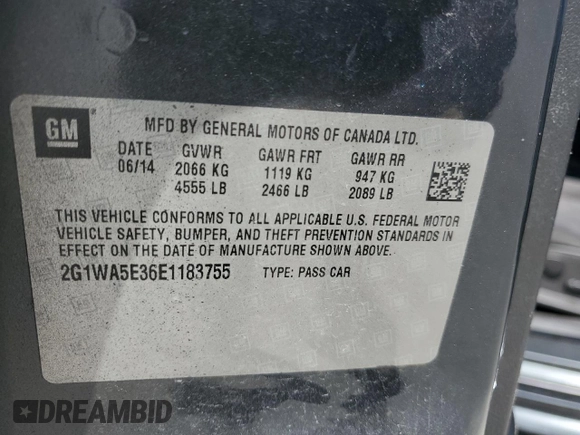 GM
MFD BY GENERAL MOTORS OF CANADA LTD.
DATE GVWR GAWR FRT GAWR RR
06/14 2066 KG 1119 KG 947 KG
4555 LB 2466 LB 2089 LB
THIS VEHICLE CONFORMS TO ALL APPLICABLE U.S. FEDERAL MOTOR
VEHICLE SAFETY, BUMPER, AND THEFT PREVENTION STANDARDS IN
EFFECT ON THE DATE OF MANUFACTURE SHOWN ABOVE.
2G1WA5E36E1183755 TYPE: PASS CAR
DREAMBID